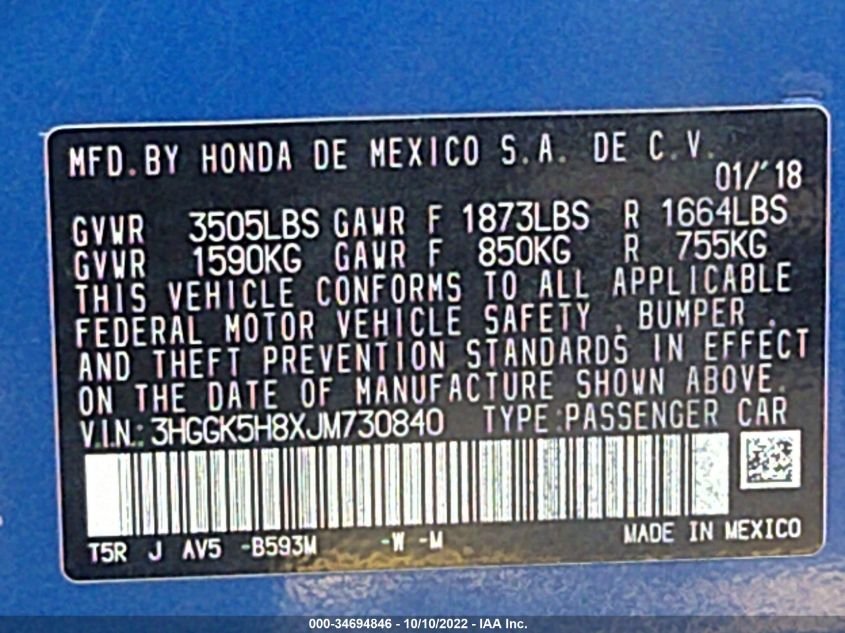 MFD.BY HONDA DE MEXICO S.A. DE C.V.
01/'18
GVWR 3505LBS GAWR F 1873LBS R 1664LBS
GVWR 1590KG GAWR F 850KG R 755KG
THIS VEHICLE CONFORMS TO ALL APPLICABLE
FEDERAL MOTOR VEHICLE SAFETY , BUMPER ,
AND THEFT PREVENTION STANDARDS IN EFFECT
ON THE DATE OF MANUFACTURE SHOWN ABOVE.
V.I.N.: 3HGGK5H8XJM730840 TYPE:PASSENGER CAR
T5R J AV5 -B593M -W -M MADE IN MEXICO
000-34694846 - 10/10/2022 - IAA Inc.